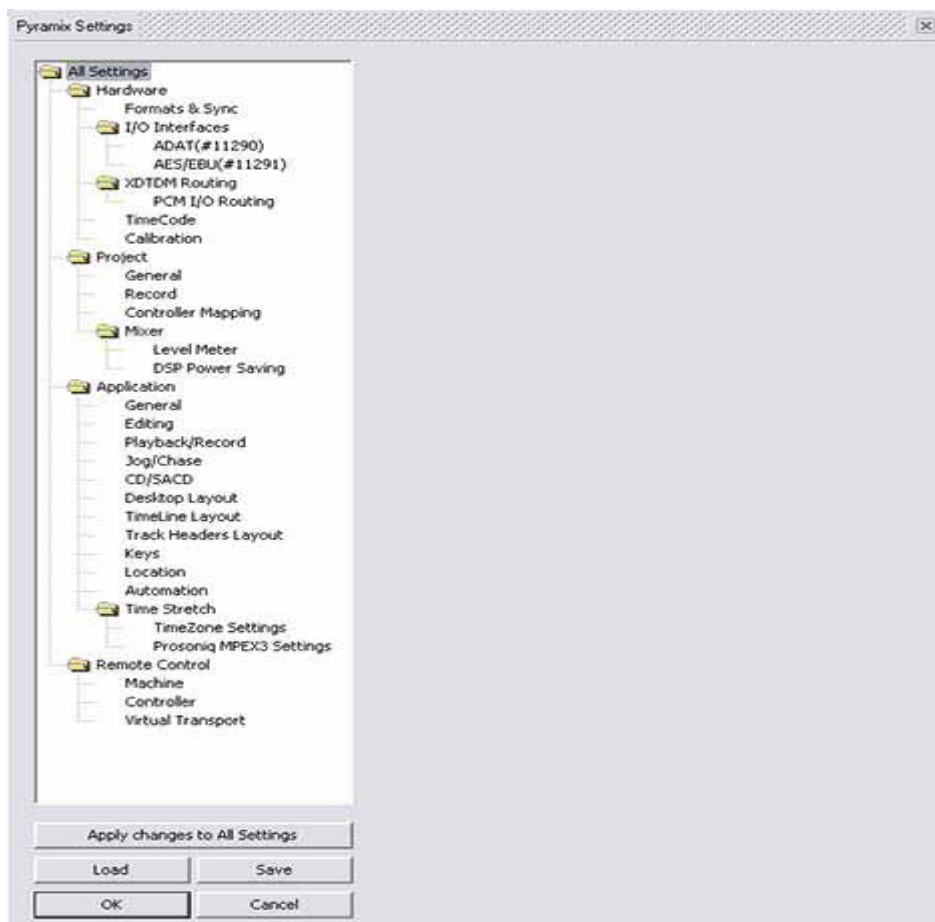 Pyramix Settings
All Settings
Hardware
Formats & Sync
I/O Interfaces
ADAT(#11290)
AES/EBU(#11291)
XDTDM Routing
PCM I/O Routing
TimeCode
Calibration
Project
General
Record
Controller Mapping
Mixer
Level Meter
DSP Power Saving
Application
General
Editing
Playback/Record
Jog/Chase
CD/SACD
Desktop Layout
TimeLine Layout
Track Headers Layout
Keys
Location
Automation
Time Stretch
TimeZone Settings
Prosoniq MPEX3 Settings
Remote Control
Machine
Controller
Virtual Transport
Apply changes to All Settings
Load Save
OK Cancel